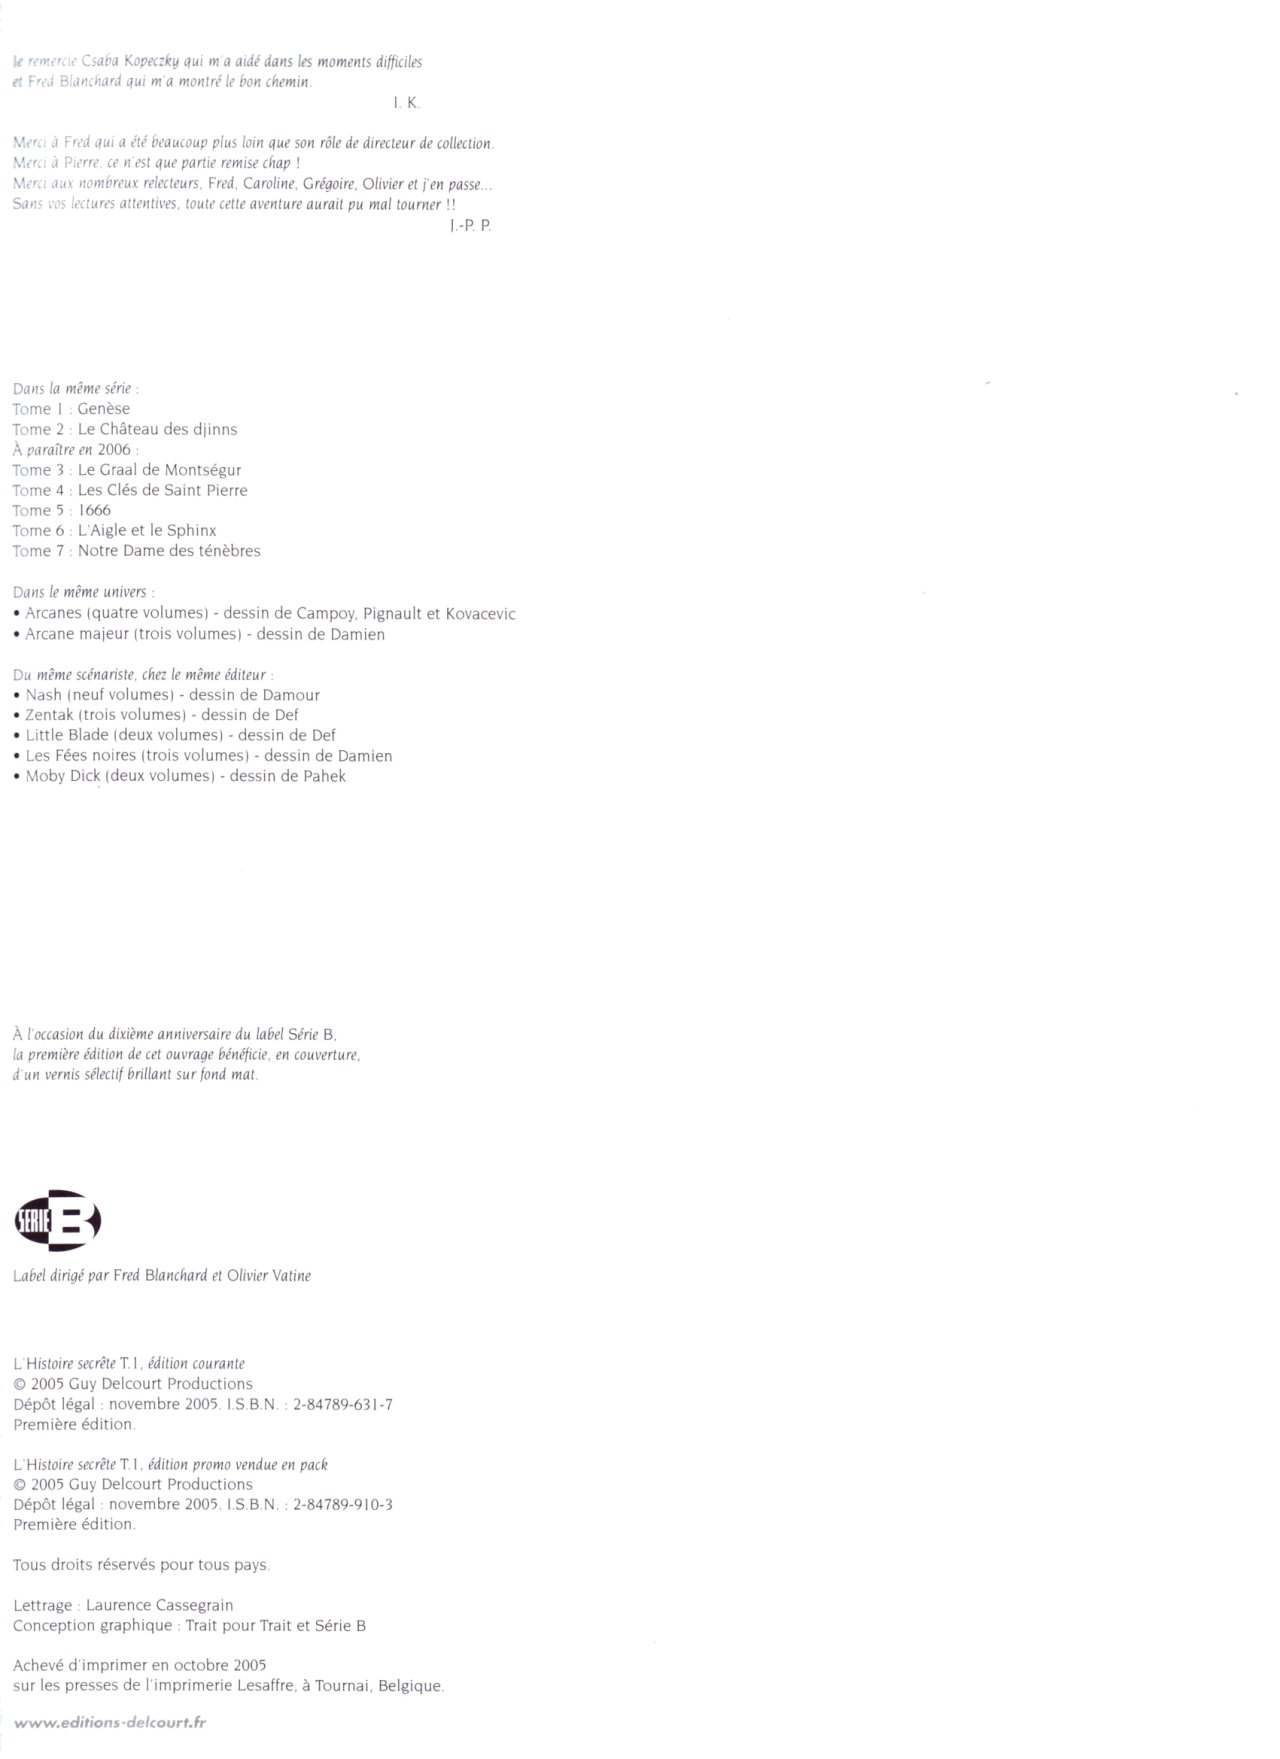 Je remercie Csaba Kopeczky qui m'a aidé dans les moments difficiles
et Fred Blanchard qui m'a montré le bon chemin.
I. K.
Merci à Fred qui a été beaucoup plus loin que son rôle de directeur de collection.
Merci à Pierre, ce n'est que partie remise chap !
Merci aux nombreux relecteurs, Fred, Caroline, Grégoire, Olivier et j'en passe...
Sans vos lectures attentives, toute cette aventure aurait pu mal tourner !!
J.-P. P.
Dans la même série :
Tome 1 : Genèse
Tome 2 : Le Château des djinns
À paraître en 2006 :
Tome 3 : Le Graal de Montségur
Tome 4 : Les Clés de Saint Pierre
Tome 5 : 1666
Tome 6 : L'Aigle et le Sphinx
Tome 7 : Notre Dame des ténèbres
Dans le même univers :
• Arcanes (quatre volumes) - dessin de Campoy, Pignault et Kovacevic
• Arcane majeur (trois volumes) - dessin de Damien
Du même scénariste, chez le même éditeur :
• Nash (neuf volumes) - dessin de Damour
• Zentak (trois volumes) - dessin de Def
• Little Blade (deux volumes) - dessin de Def
• Les Fées noires (trois volumes) - dessin de Damien
• Moby Dick (deux volumes) - dessin de Pahek
À l'occasion du dixième anniversaire du label Série B,
la première édition de cet ouvrage bénéficie, en couverture,
d'un vernis sélectif brillant sur fond mat.
SERIE B
Label dirigé par Fred Blanchard et Olivier Vatine
L'Histoire secrête T.1, édition courante
© 2005 Guy Delcourt Productions
Dépôt légal : novembre 2005. I.S.B.N. : 2-84789-631-7
Première édition.
L'Histoire secrête T.1, édition promo vendue en pack
© 2005 Guy Delcourt Productions
Dépôt légal : novembre 2005. I.S.B.N. : 2-84789-910-3
Première édition.
Tous droits réservés pour tous pays.
Lettrage : Laurence Cassegrain
Conception graphique : Trait pour Trait et Série B
Achevé d'imprimer en octobre 2005
sur les presses de l'imprimerie Lesaffre, à Tournai, Belgique.
www.editions-delcourt.fr